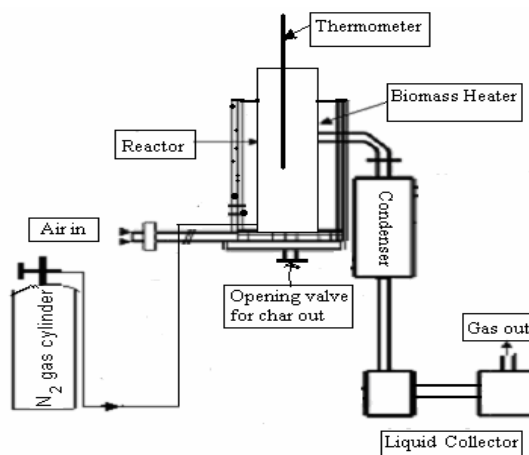 Thermometer
Biomass Heater
Reactor
Air in
Condenser
Opening valve
for char out
N2 gas cylinder
Gas out
Liquid Collector